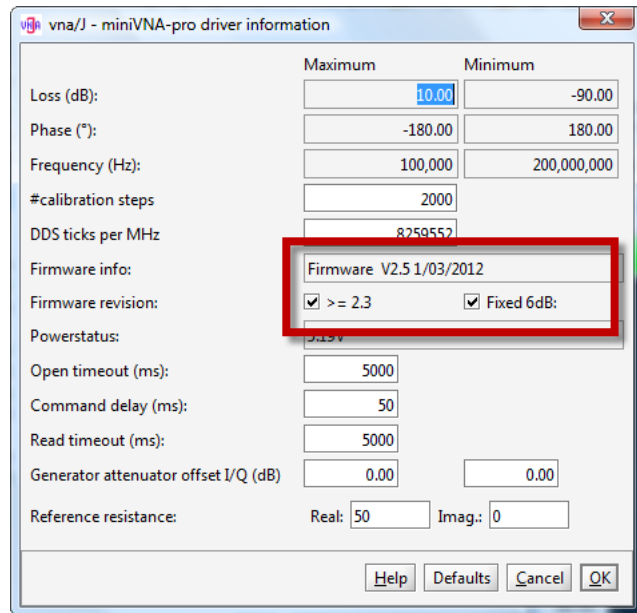 vna/J - miniVNA-pro driver information
Maximum Minimum
Loss (dB): 10.00 -90.00
Phase (°): -180.00 180.00
Frequency (Hz): 100,000 200,000,000
#calibration steps 2000
DDS ticks per MHz 8259552
Firmware info: Firmware V2.5 1/03/2012
Firmware revision: >= 2.3 Fixed 6dB:
Powerstatus: 5.19V
Open timeout (ms): 5000
Command delay (ms): 50
Read timeout (ms): 5000
Generator attenuator offset I/Q (dB) 0.00 0.00
Reference resistance: Real: 50 Imag.: 0
Help Defaults Cancel OK